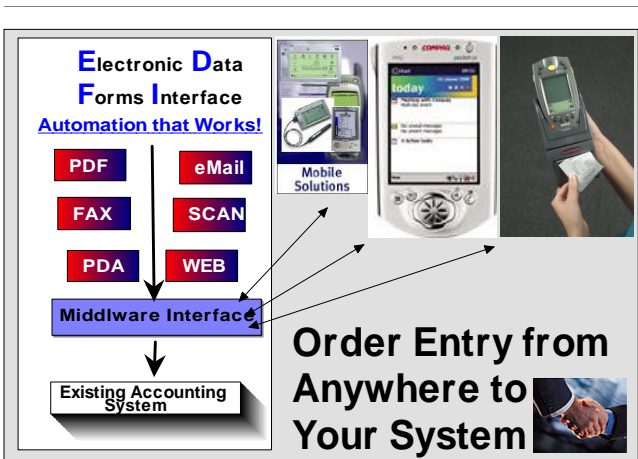 Electronic Data
Forms Interface
Automation that Works!
PDF
eMail
FAX
SCAN
PDA
WEB
Middlware Interface
Existing Accounting
System
Mobile
Solutions
COMPAQ
today
Order Entry from
Anywhere to
Your System